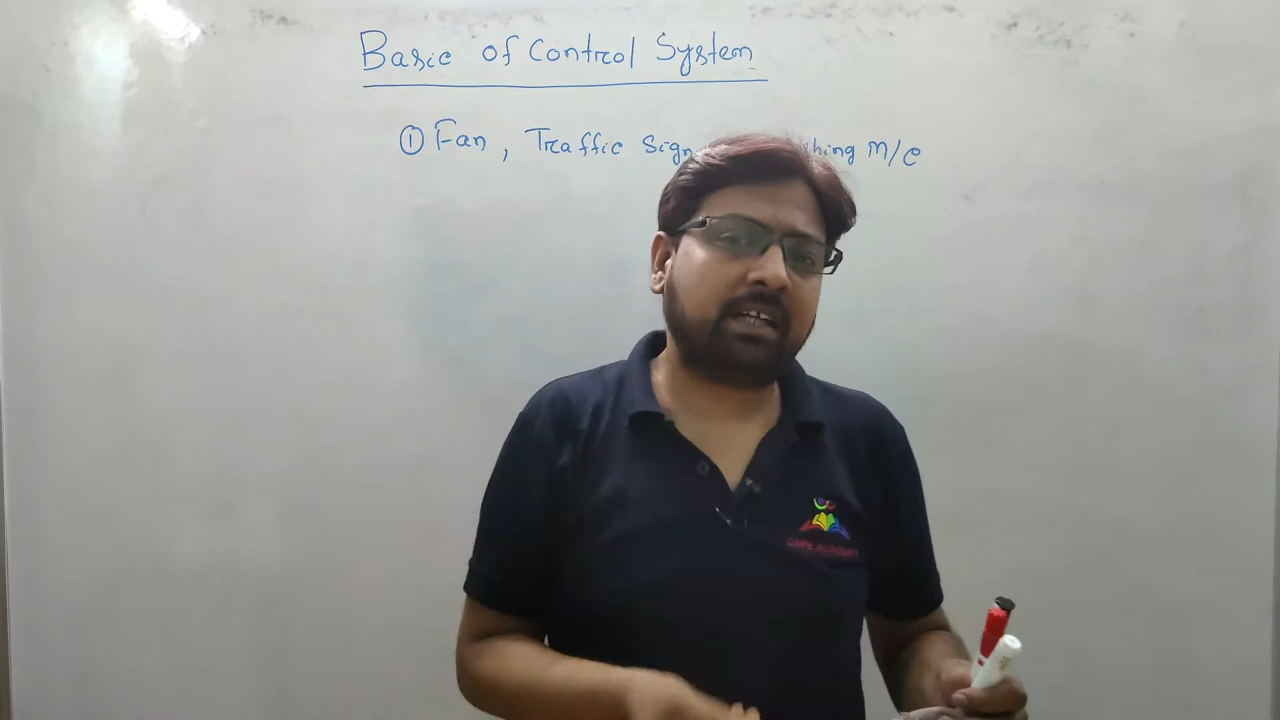 Basic of Control System
① Fan, Traffic Sign hing M/C